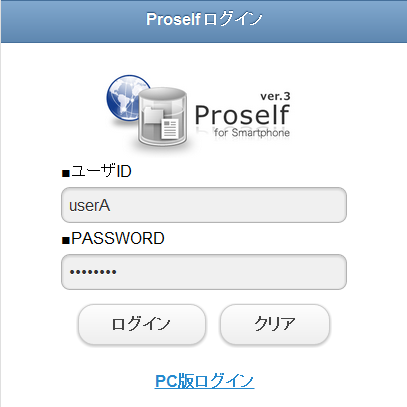 Proselfログイン
ver.3
Proself
for Smartphone
■ユーザID
userA
■PASSWORD
••••••••
ログイン
クリア
PC版ログイン